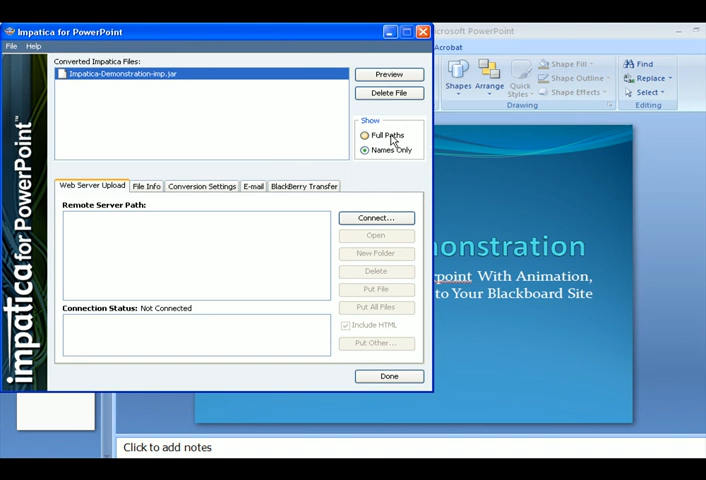 Impatica for PowerPoint
icrosoft PowerPoint
File Help
Acrobat
Converted Impatica Files:
Impatica-Demonstration-imp.jar
Preview
Delete File
Show
Full Paths
Names Only
Shapes
Arrange
Quick
Styles
Shape Fill
Shape Outline
Shape Effects
Drawing
Find
Replace
Select
Editing
Web Server Upload
File Info
Conversion Settings
E-mail
BlackBerry Transfer
Remote Server Path:
Connect...
Open
New Folder
Delete
Put File
Put All Files
Include HTML
Put Other...
Connection Status: Not Connected
Done
impatica for PowerPoint™
monstration
rpoint With Animation,
to Your Blackboard Site
Click to add notes